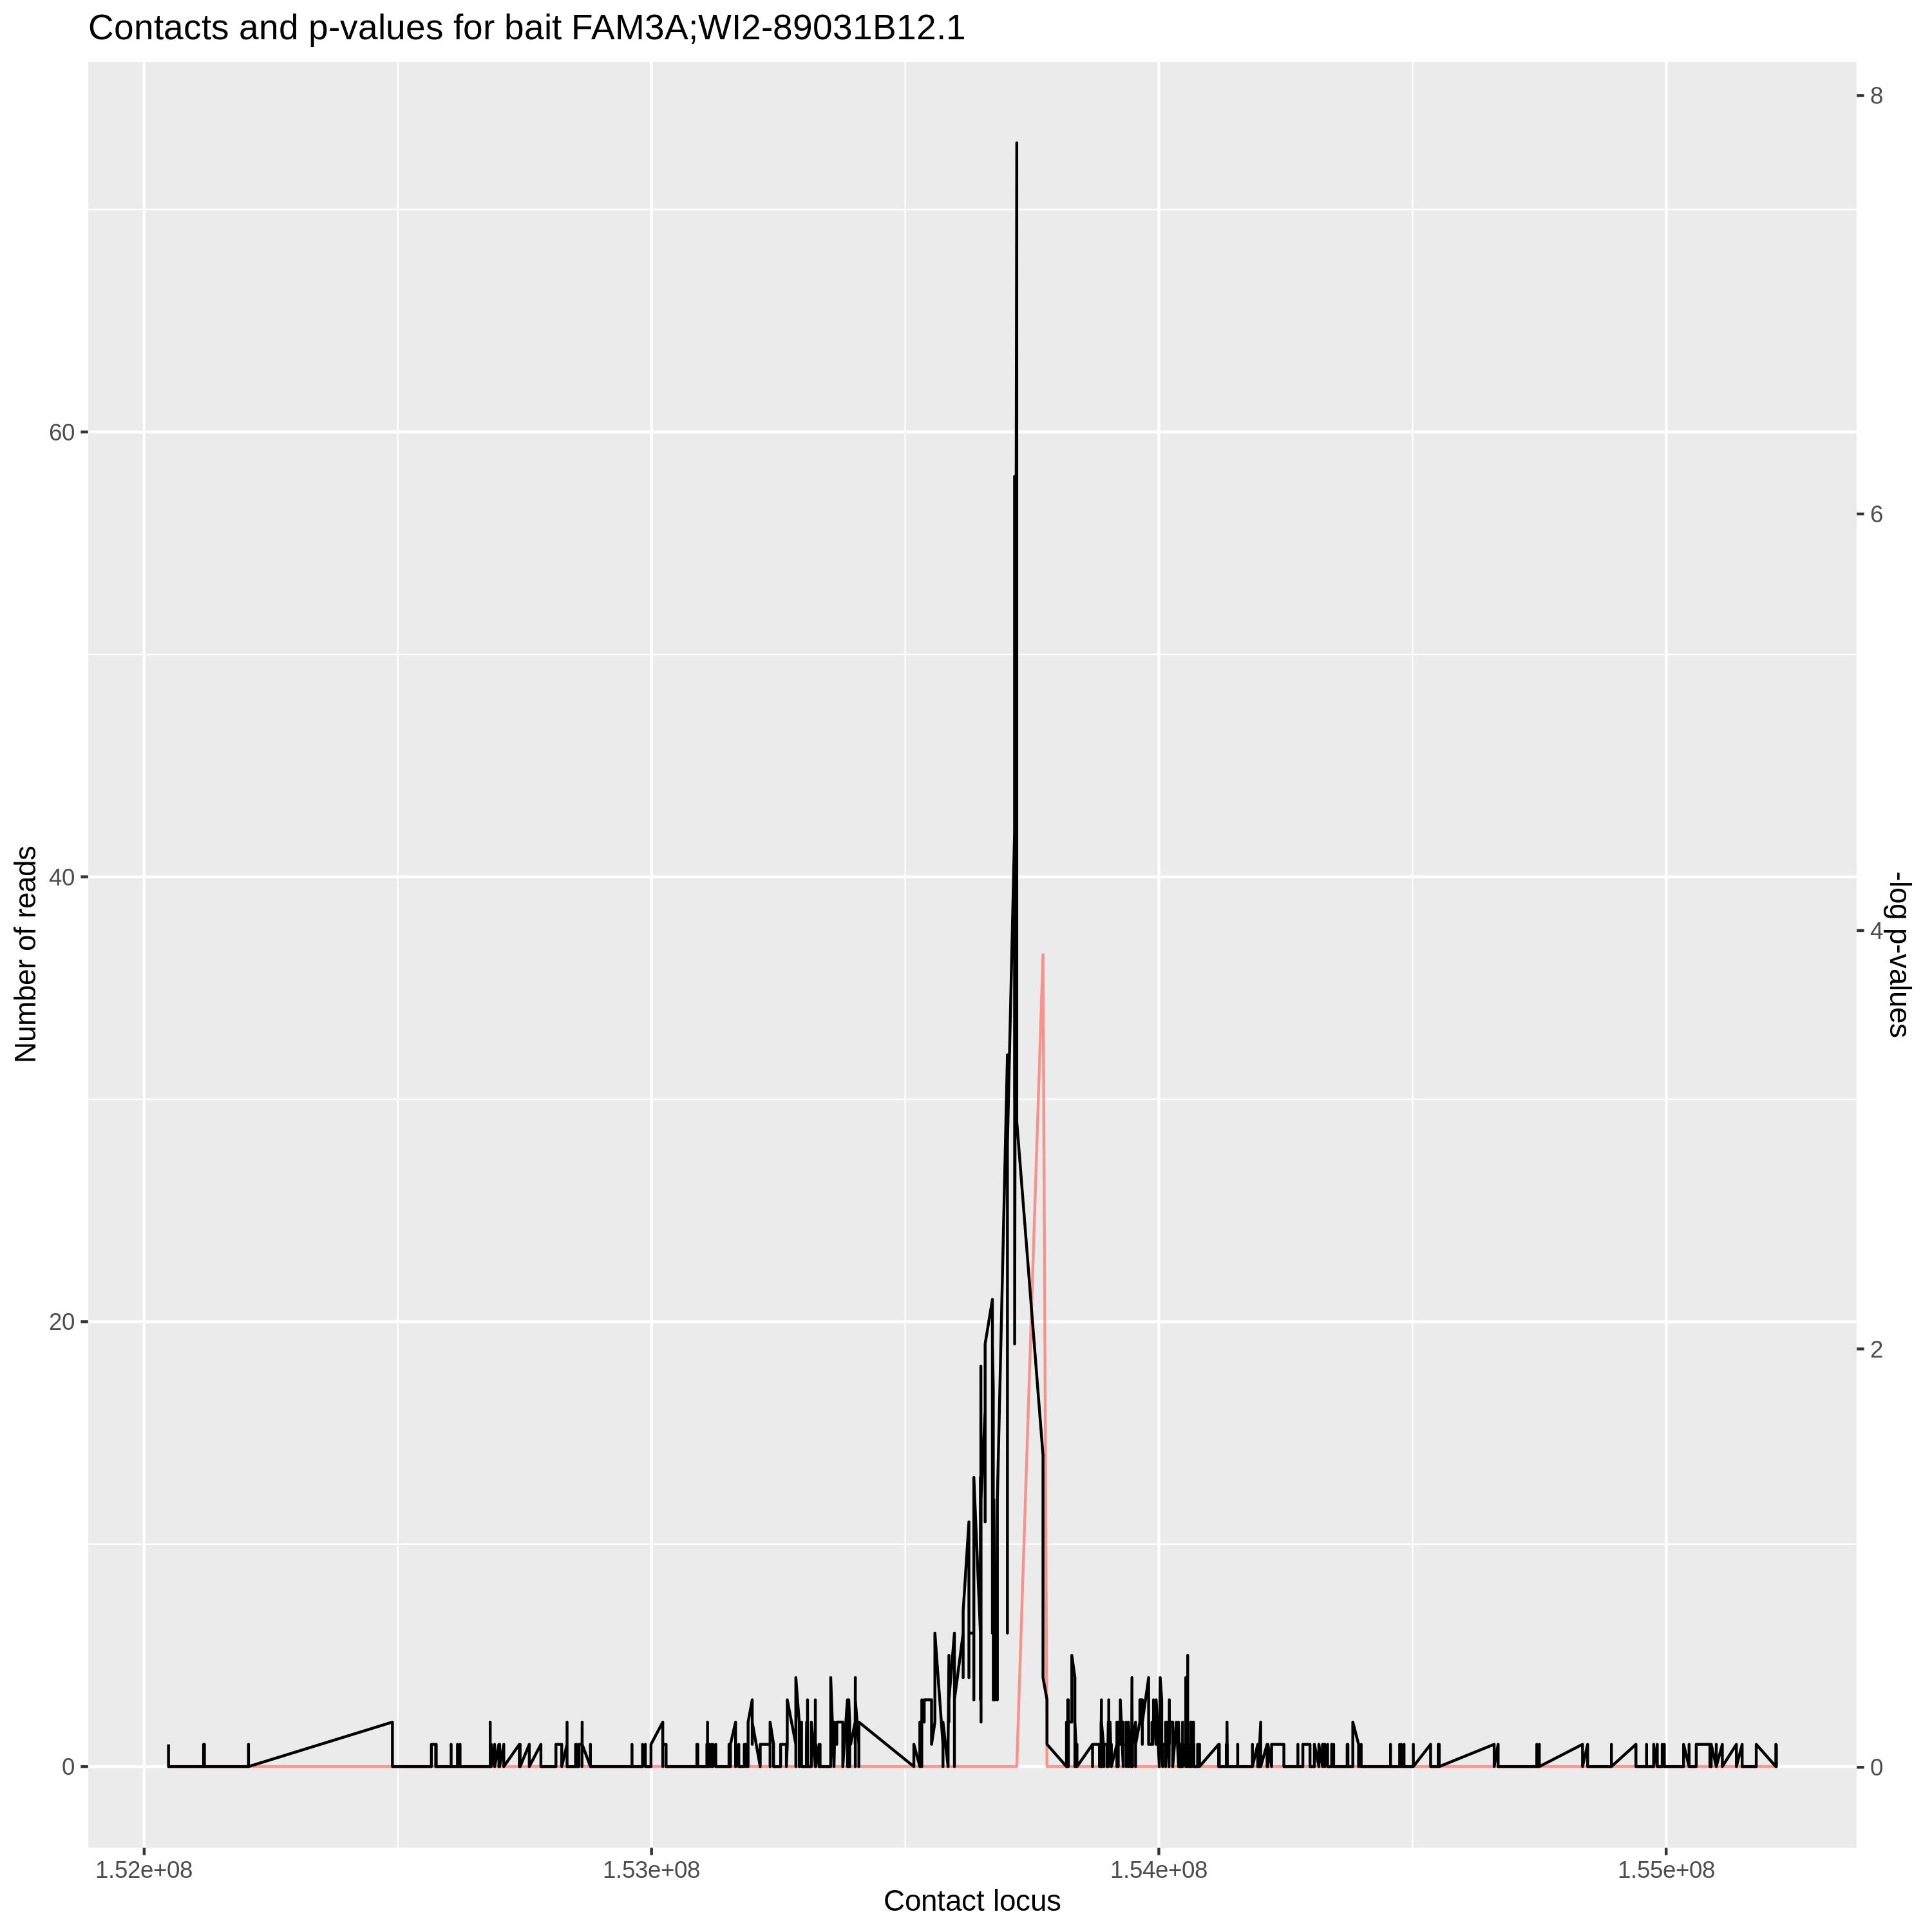 Contacts and p-values for bait FAM3A;WI2-89031B12.1
8
60
6
40
4
Number of reads
-log p-values
20
2
0
0
1.52e+08
1.53e+08
1.54e+08
1.55e+08
Contact locus